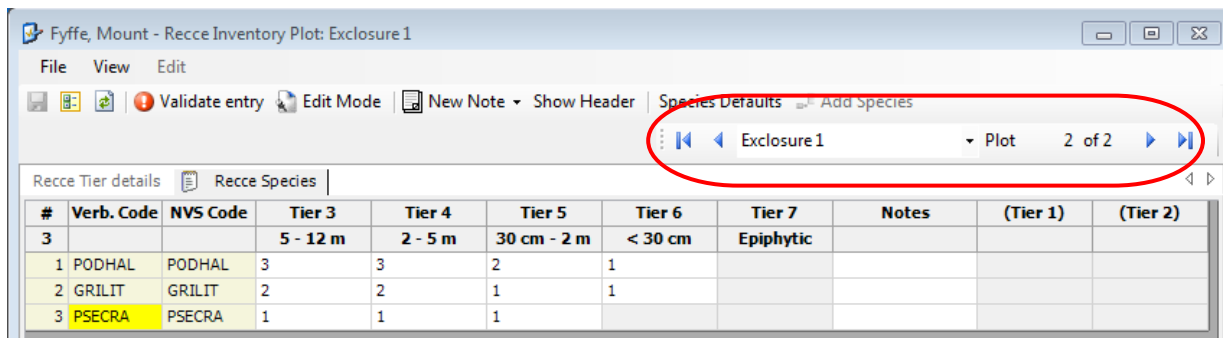 Fyffe, Mount - Recce Inventory Plot: Exclosure 1
File View Edit
Validate entry Edit Mode New Note Show Header Species Defaults Add Species
Exclosure 1 Plot 2 of 2
Recce Tier details Recce Species
# Verb. Code NVS Code Tier 3 Tier 4 Tier 5 Tier 6 Tier 7 Notes (Tier 1) (Tier 2)
3 5 - 12 m 2 - 5 m 30 cm - 2 m < 30 cm Epiphytic
1 PODHAL PODHAL 3 3 2 1
2 GRILIT GRILIT 2 2 1 1
3 PSECRA PSECRA 1 1 1